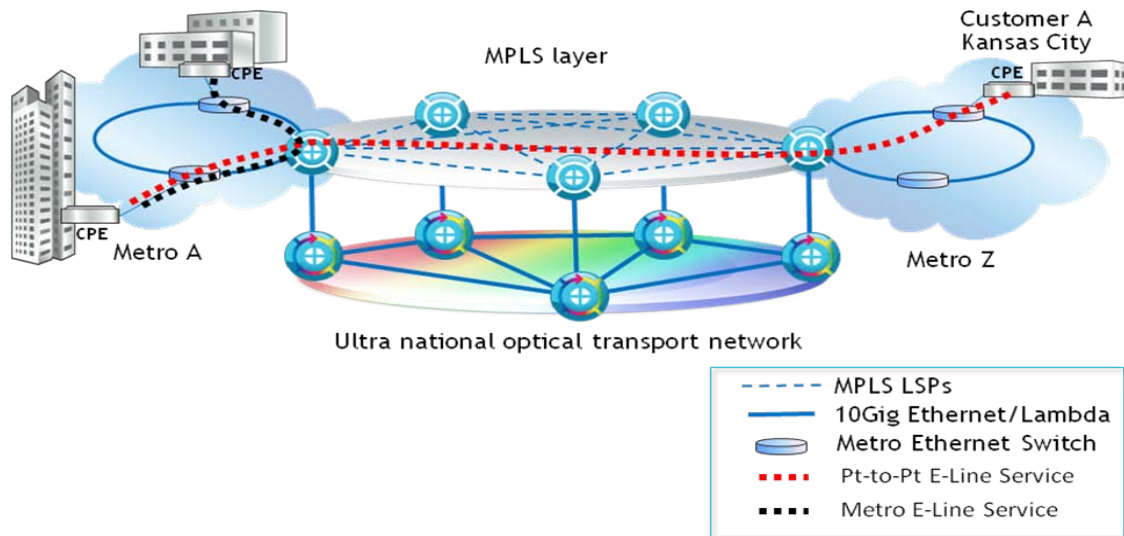 Customer A
Kansas City
MPLS layer
CPE
CPE
CPE
Metro A
Metro Z
Ultra national optical transport network
MPLS LSPs
10Gig Ethernet/Lambda
Metro Ethernet Switch
Pt-to-Pt E-Line Service
Metro E-Line Service